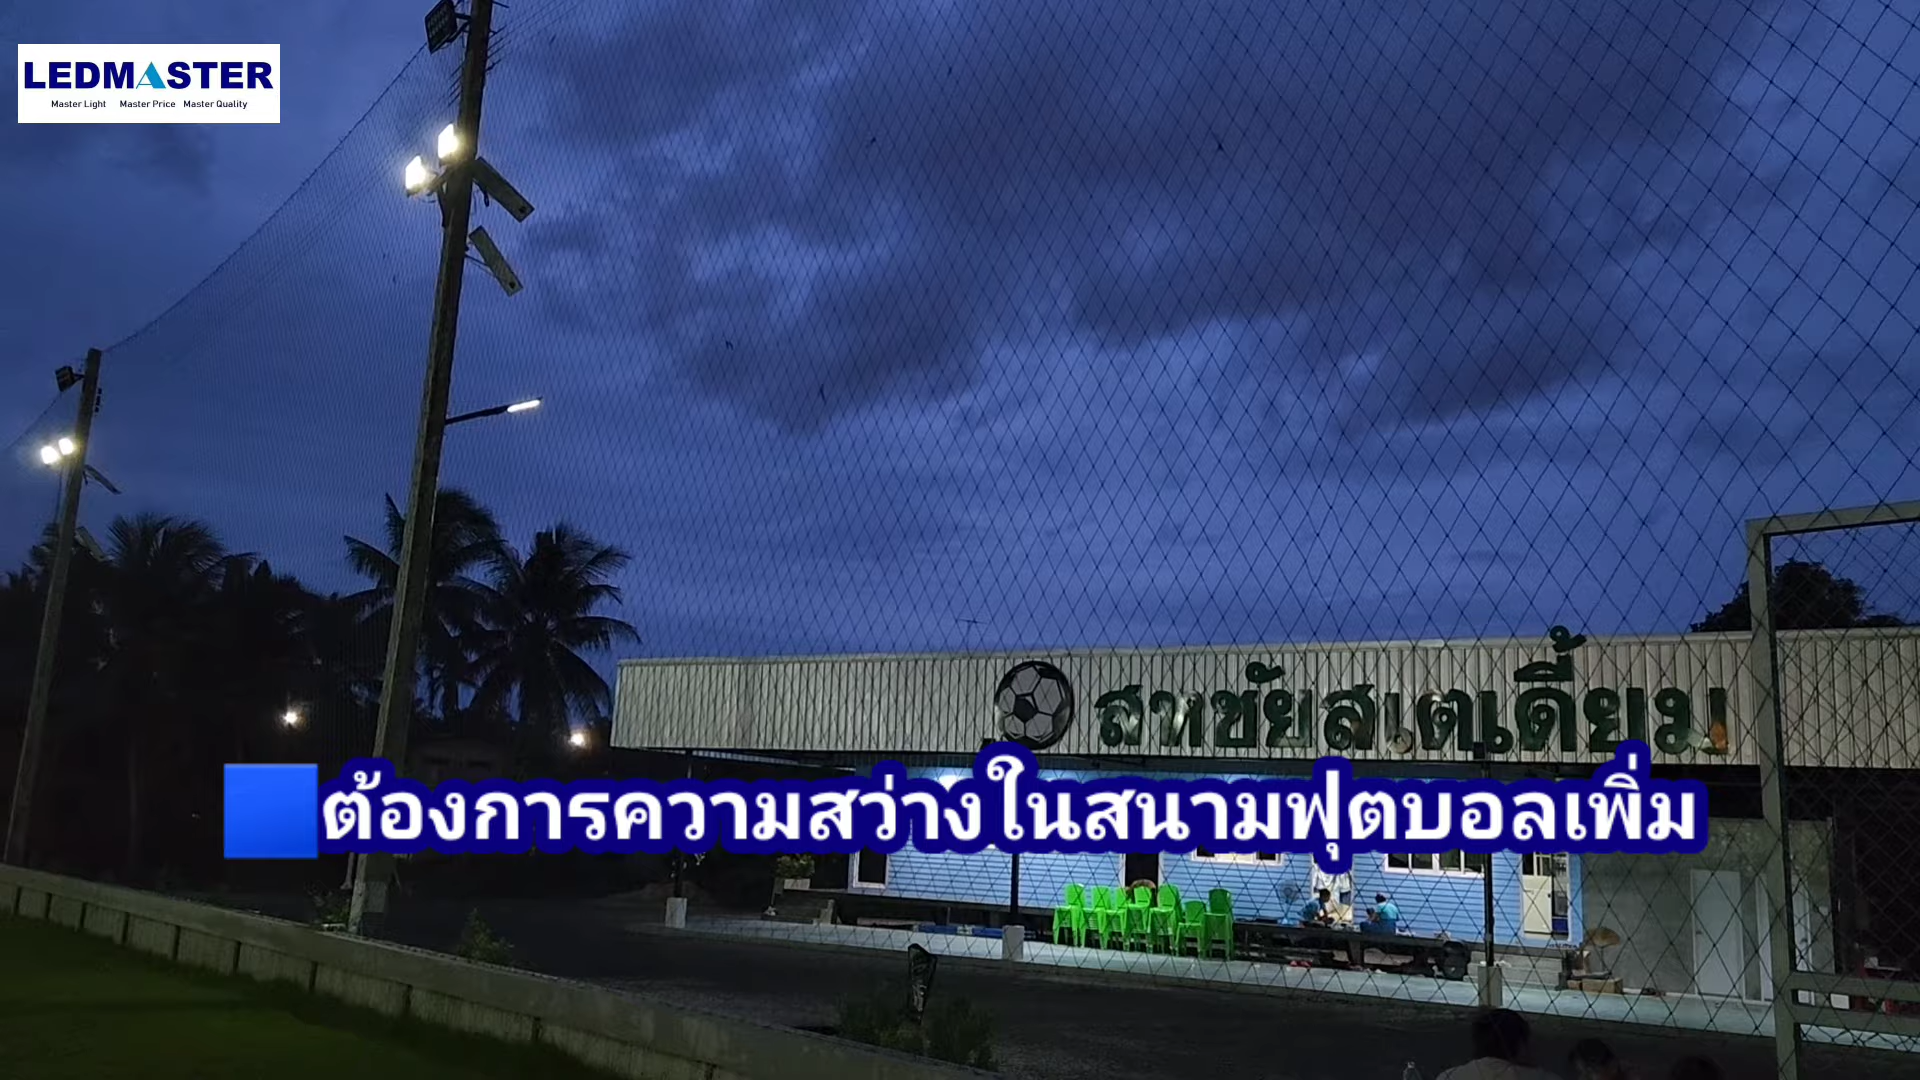 LEDMASTER
Master Light Master Price Master Quality
สหชัยสเตเดี้ยม
ต้องการความสว่างในสนามฟุตบอลเพิ่ม